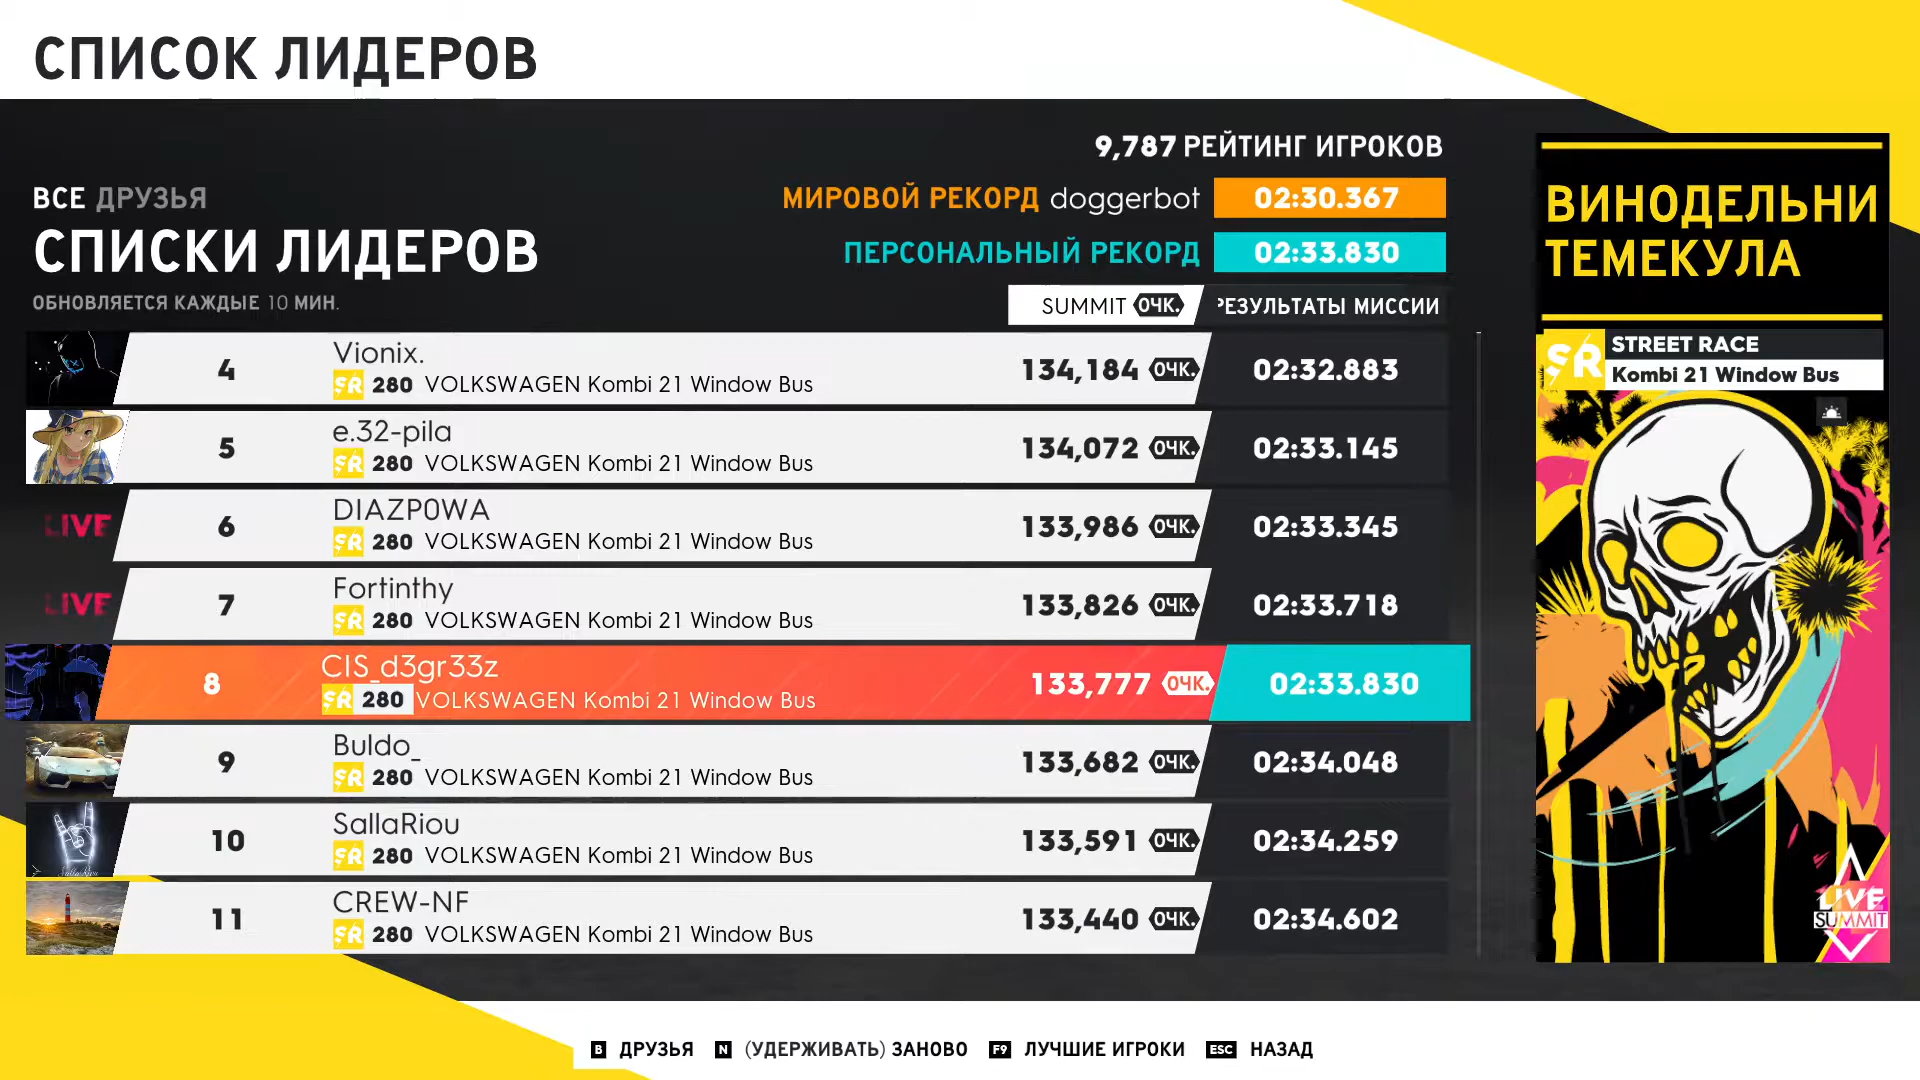 СПИСОК ЛИДЕРОВ
9,787 РЕЙТИНГ ИГРОКОВ
ВСЕ ДРУЗЬЯ
МИРОВОЙ РЕКОРД doggerbot 02:30.367
СПИСКИ ЛИДЕРОВ
ПЕРСОНАЛЬНЫЙ РЕКОРД 02:33.830
ОБНОВЛЯЕТСЯ КАЖДЫЕ 10 МИН.
SUMMIT ОЧК. РЕЗУЛЬТАТЫ МИССИИ
4 Vionix. 134,184 ОЧК. 02:32.883
SR 280 VOLKSWAGEN Kombi 21 Window Bus
5 e.32-pila 134,072 ОЧК. 02:33.145
SR 280 VOLKSWAGEN Kombi 21 Window Bus
LIVE 6 DIAZP0WA 133,986 ОЧК. 02:33.345
SR 280 VOLKSWAGEN Kombi 21 Window Bus
LIVE 7 Fortinthy 133,826 ОЧК. 02:33.718
SR 280 VOLKSWAGEN Kombi 21 Window Bus
8 CIS_d3gr33z 133,777 ОЧК. 02:33.830
SR 280 VOLKSWAGEN Kombi 21 Window Bus
9 Buldo_ 133,682 ОЧК. 02:34.048
SR 280 VOLKSWAGEN Kombi 21 Window Bus
10 SallaRiou 133,591 ОЧК. 02:34.259
SR 280 VOLKSWAGEN Kombi 21 Window Bus
11 CREW-NF 133,440 ОЧК. 02:34.602
SR 280 VOLKSWAGEN Kombi 21 Window Bus
ВИНОДЕЛЬНИ
ТЕМЕКУЛА
SR STREET RACE
Kombi 21 Window Bus
LIVE
SUMMIT
B ДРУЗЬЯ N (УДЕРЖИВАТЬ) ЗАНОВО F9 ЛУЧШИЕ ИГРОКИ ESC НАЗАД